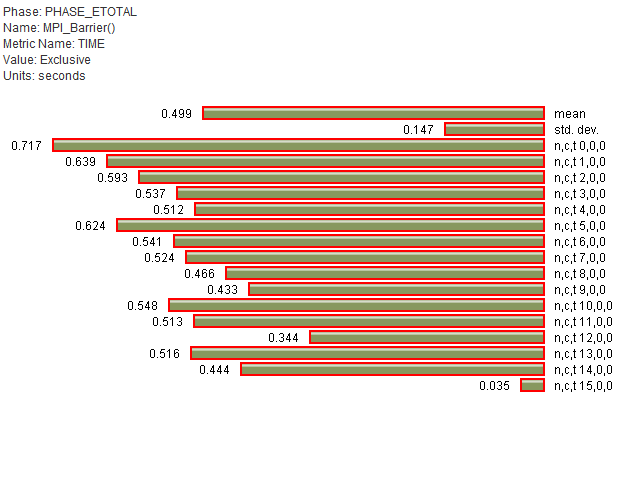 Phase: PHASE_ETOTAL
Name: MPI_Barrier()
Metric Name: TIME
Value: Exclusive
Units: seconds
0.499 mean
0.147 std. dev.
0.717 n,c,t 0,0,0
0.639 n,c,t 1,0,0
0.593 n,c,t 2,0,0
0.537 n,c,t 3,0,0
0.512 n,c,t 4,0,0
0.624 n,c,t 5,0,0
0.541 n,c,t 6,0,0
0.524 n,c,t 7,0,0
0.466 n,c,t 8,0,0
0.433 n,c,t 9,0,0
0.548 n,c,t 10,0,0
0.513 n,c,t 11,0,0
0.344 n,c,t 12,0,0
0.516 n,c,t 13,0,0
0.444 n,c,t 14,0,0
0.035 n,c,t 15,0,0